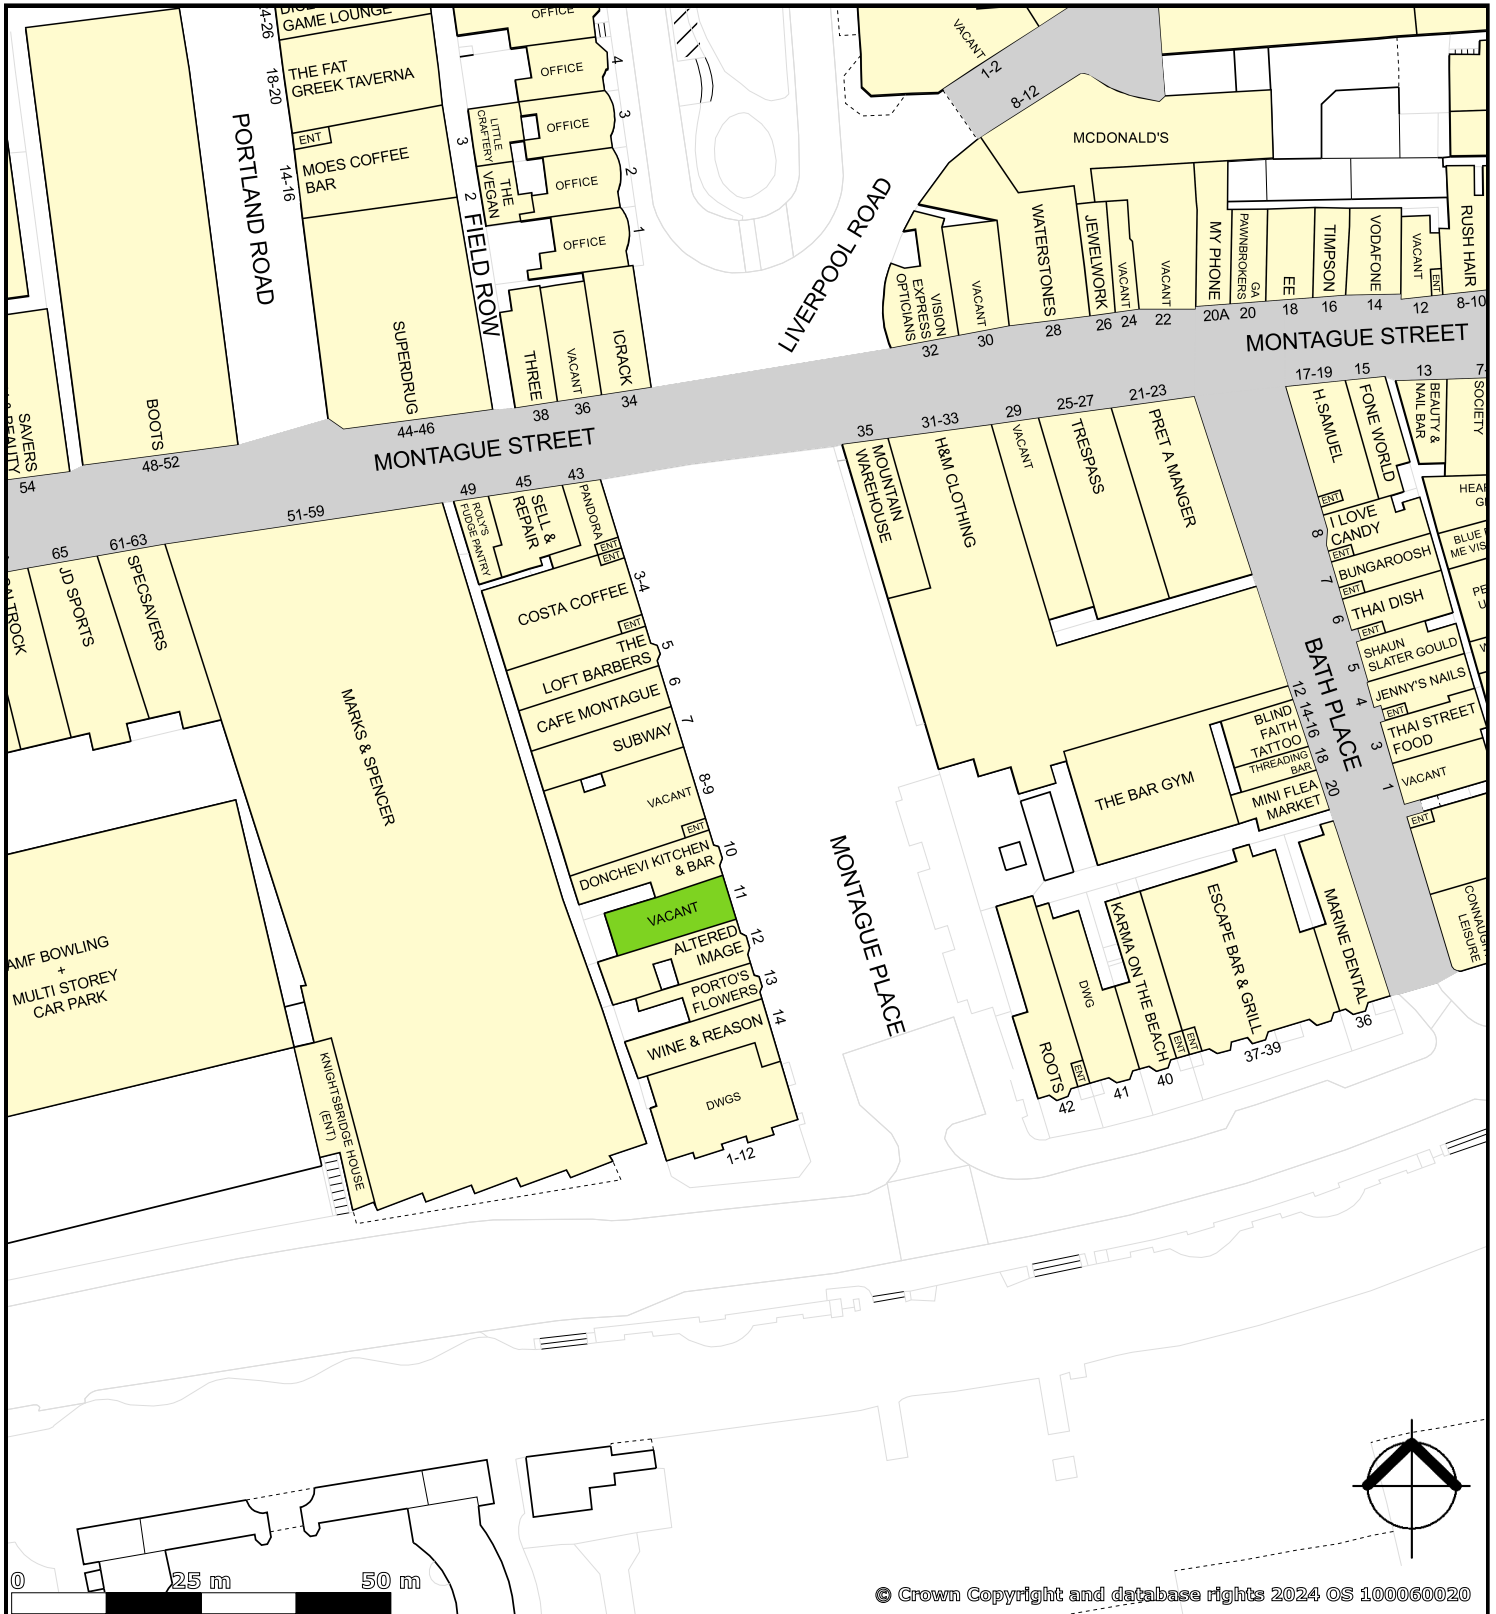 GAME LOUNGE
24-26
THE FAT
GREEK TAVERNA
18-20
ENT
MOES COFFEE
BAR
14-16
PORTLAND ROAD
SUPERDRUG
44-46
BOOTS
48-52
SAVERS
54
FIELD ROW
3
2
LITTLE
CRAFTERY
THE
VEGAN
OFFICE
OFFICE
4
OFFICE
3
OFFICE
2
OFFICE
1
THREE
38
VACANT
36
ICRACK
34
LIVERPOOL ROAD
VACANT
1-2
8-12
MCDONALD'S
VISION
EXPRESS
OPTICIANS
32
VACANT
30
WATERSTONES
28
JEWELWORK
26
VACANT
24
VACANT
22
MY PHONE
20A
GA
PAWNBROKERS
20
EE
18
TIMPSON
16
VODAFONE
14
VACANT
12
ENT
RUSH HAIR
8-10
MONTAGUE STREET
MONTAGUE STREET
65
JD SPORTS
61-63
SPECSAVERS
51-59
MARKS & SPENCER
49
ROLY'S
FUDGE PANTRY
45
SELL &
REPAIR
43
PANDORA
ENT
ENT
COSTA COFFEE
3-4
ENT
THE
LOFT BARBERS
5
CAFE MONTAGUE
6
SUBWAY
7
VACANT
8-9
ENT
DONCHEVI KITCHEN
& BAR
10
VACANT
11
ALTERED
IMAGE
12
PORTO'S
FLOWERS
13
WINE & REASON
14
DWGS
1-12
AMF BOWLING
+
MULTI STOREY
CAR PARK
KNIGHTSBRIDGE HOUSE
(ENT)
MONTAGUE PLACE
35
MOUNTAIN
WAREHOUSE
31-33
H&M CLOTHING
29
VACANT
25-27
TRESPASS
21-23
PRET A MANGER
17-19
H.SAMUEL
ENT
15
FONE WORLD
13
BEAUTY &
NAIL BAR
SOCIETY
8
I LOVE
CANDY
ENT
7
BUNGAROOSH
ENT
6
THAI DISH
ENT
5
SHAUN
SLATER GOULD
4
JENNY'S NAILS
ENT
3
THAI STREET
FOOD
1
VACANT
ENT
BATH PLACE
12
14-16
18
20
BLIND
FAITH
TATTOO
THREADING
BAR
MINI FLEA
MARKET
THE BAR GYM
ROOTS
ENT
42
DWG
41
KARMA ON THE BEACH
40
ENT
ENT
ESCAPE BAR & GRILL
37-39
MARINE DENTAL
36
LEISURE
0
25 m
50 m
© Crown Copyright and database rights 2024 OS 100060020